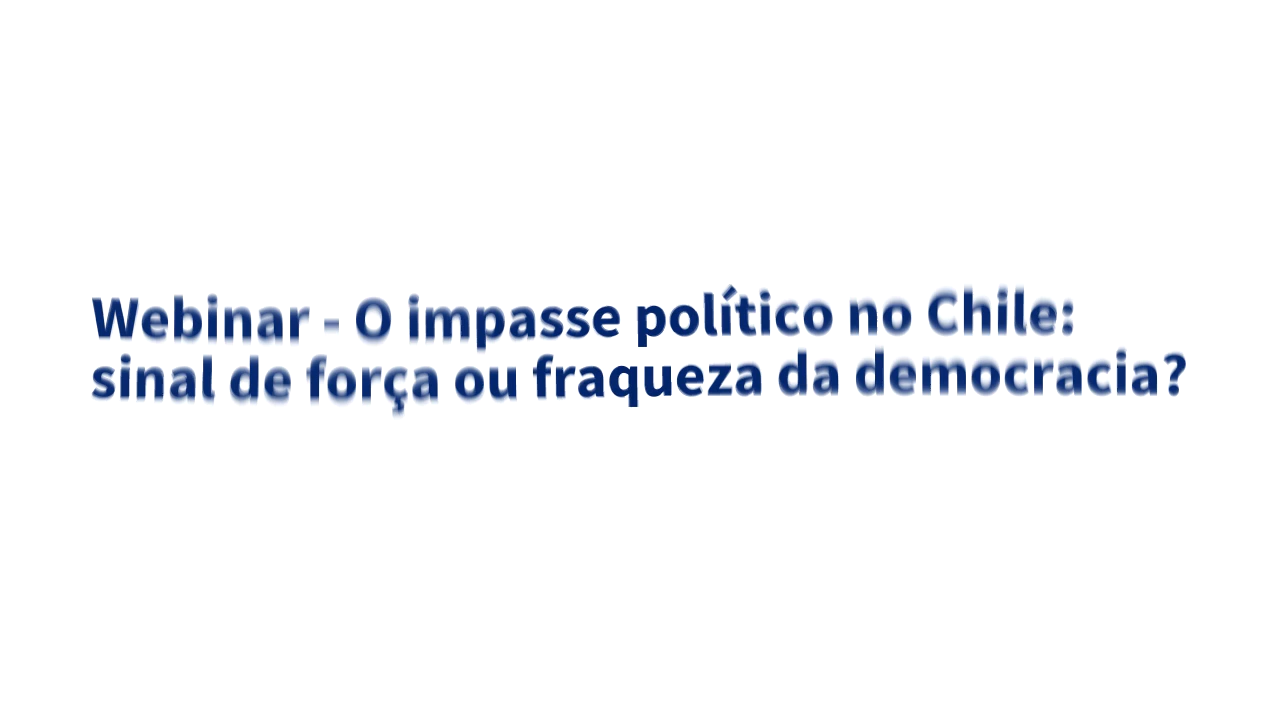 Webinar - O impasse político no Chile:
sinal de força ou fraqueza da democracia?